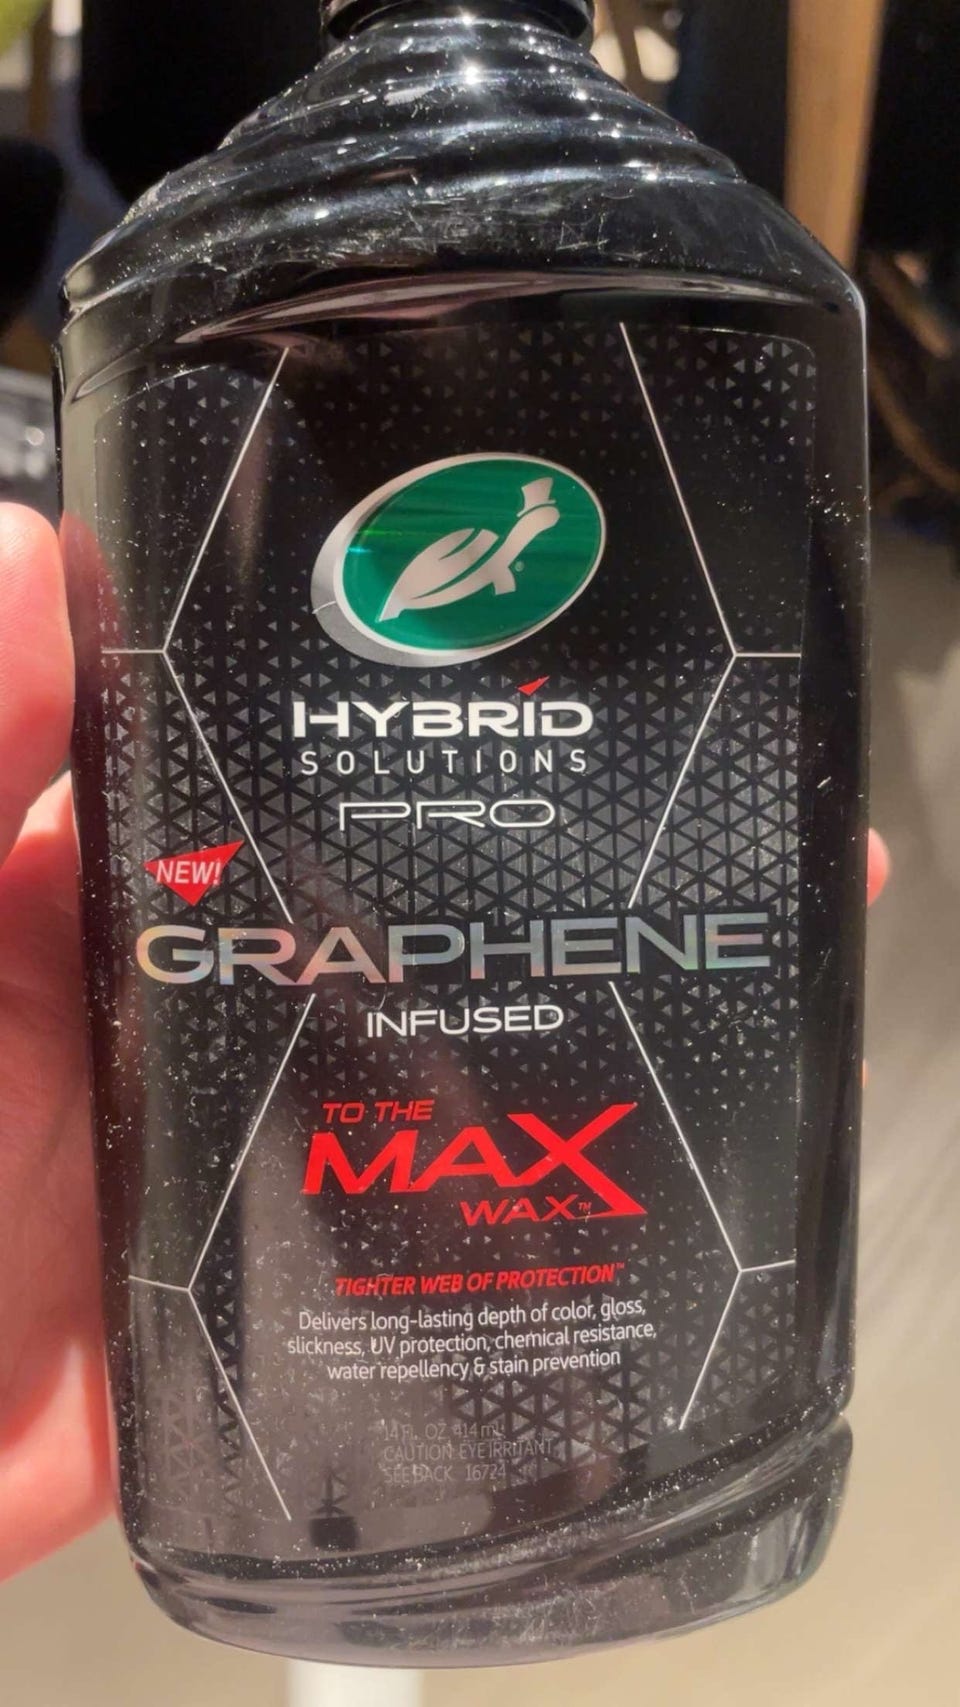 HYBRID
SOLUTIONS
PRO
NEW!
GRAPHENE
INFUSED
TO THE
MAX
WAX™
TIGHTER WEB OF PROTECTION™
Delivers long-lasting depth of color, gloss,
slickness, UV protection, chemical resistance,
water repellency & stain prevention
14 FL. OZ. 414 mL
CAUTION: EYE IRRITANT
SEE BACK 16724